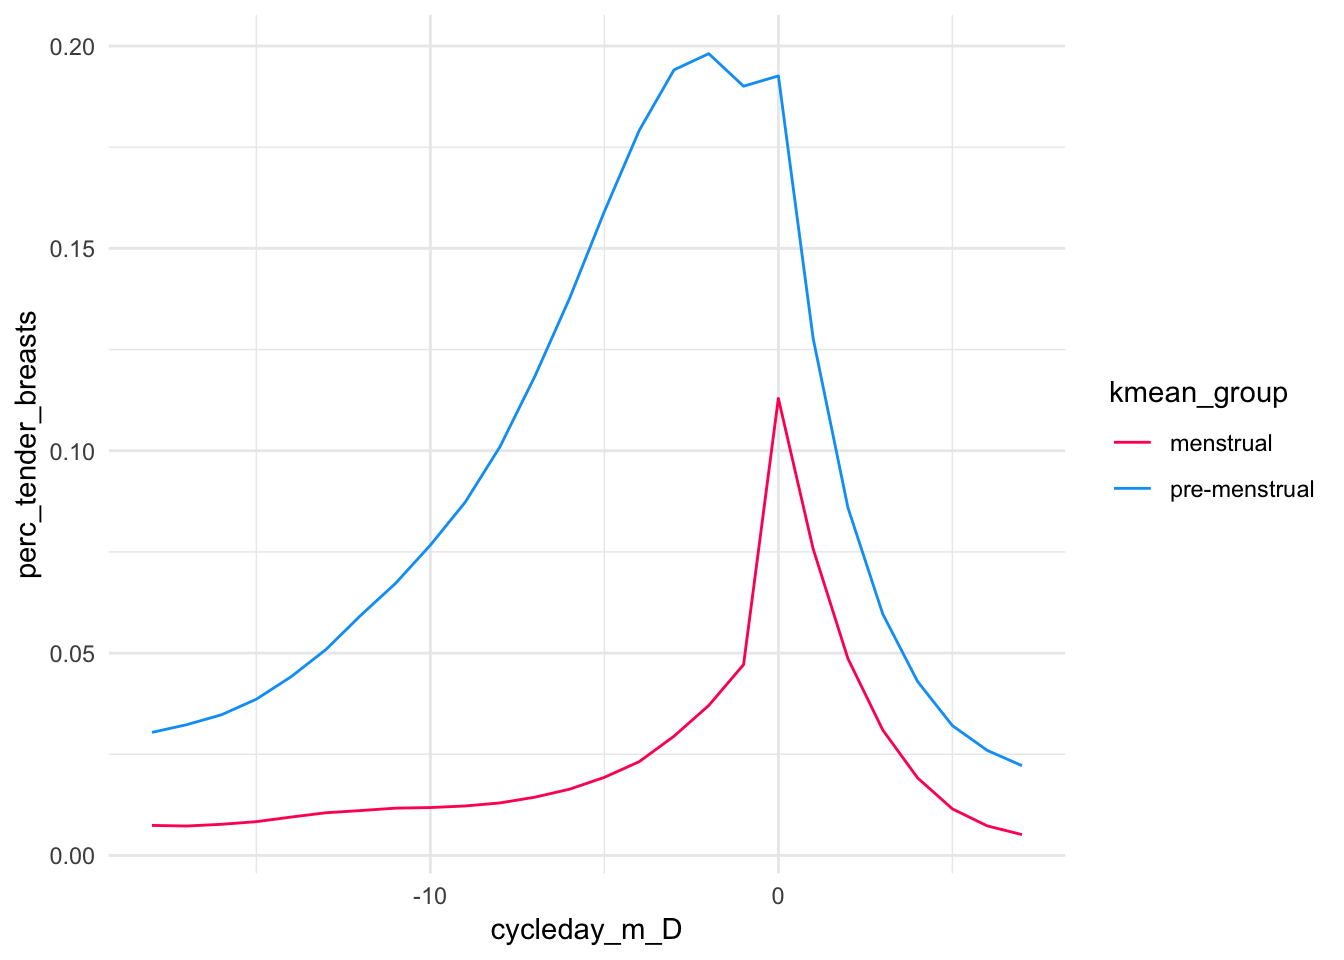 perc_tender_breasts
0.20
0.15
0.10
0.05
0.00
-10
0
cycleday_m_D
kmean_group
menstrual
pre-menstrual